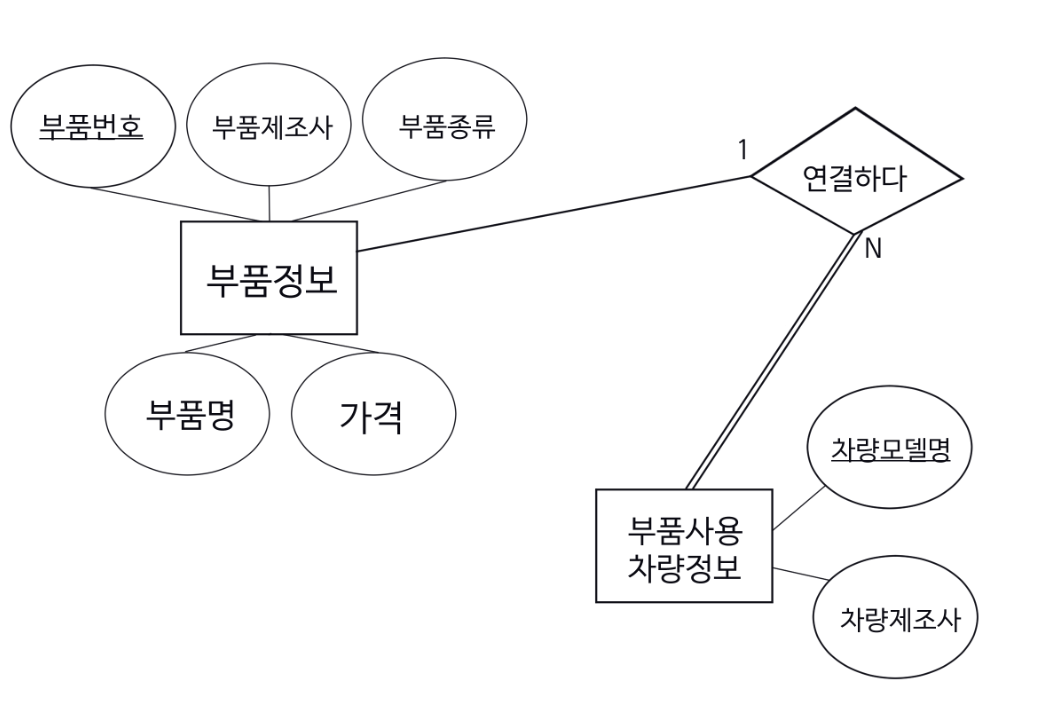 부품번호
부품제조사
부품종류
1
연결하다
N
부품정보
부품명
가격
차량모델명
부품사용
차량정보
차량제조사